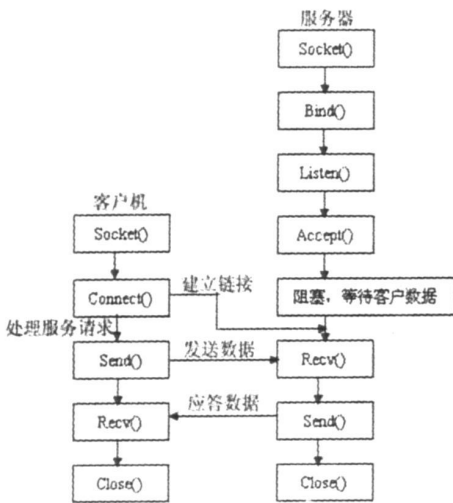 服务器
Socket()
Bind()
Listen()
客户机
Socket()
Accept()
Connect()
建立链接
阻塞，等待客户数据
处理服务请求
Send()
发送数据
Recv()
Recv()
应答数据
Send()
Close()
Close()